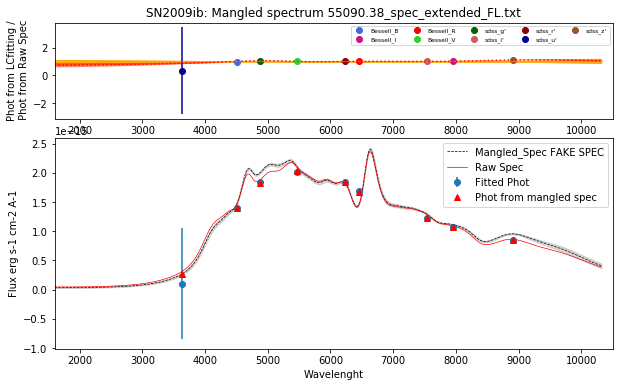 SN2009ib: Mangled spectrum 55090.38_spec_extended_FL.txt
Phot from LCfitting /
Phot from Raw Spec
2
0
−2
Bessell_B
Bessell_I
Bessell_R
Bessell_V
sdss_g'
sdss_i'
sdss_r'
sdss_u'
sdss_z'
2000 3000 4000 5000 6000 7000 8000 9000 10000
Flux erg s-1 cm-2 A-1
2.5
2.0
1.5
1.0
0.5
0.0
−0.5
−1.0
Mangled_Spec FAKE SPEC
Raw Spec
Fitted Phot
Phot from mangled spec
2000 3000 4000 5000 6000 7000 8000 9000 10000
Wavelenght